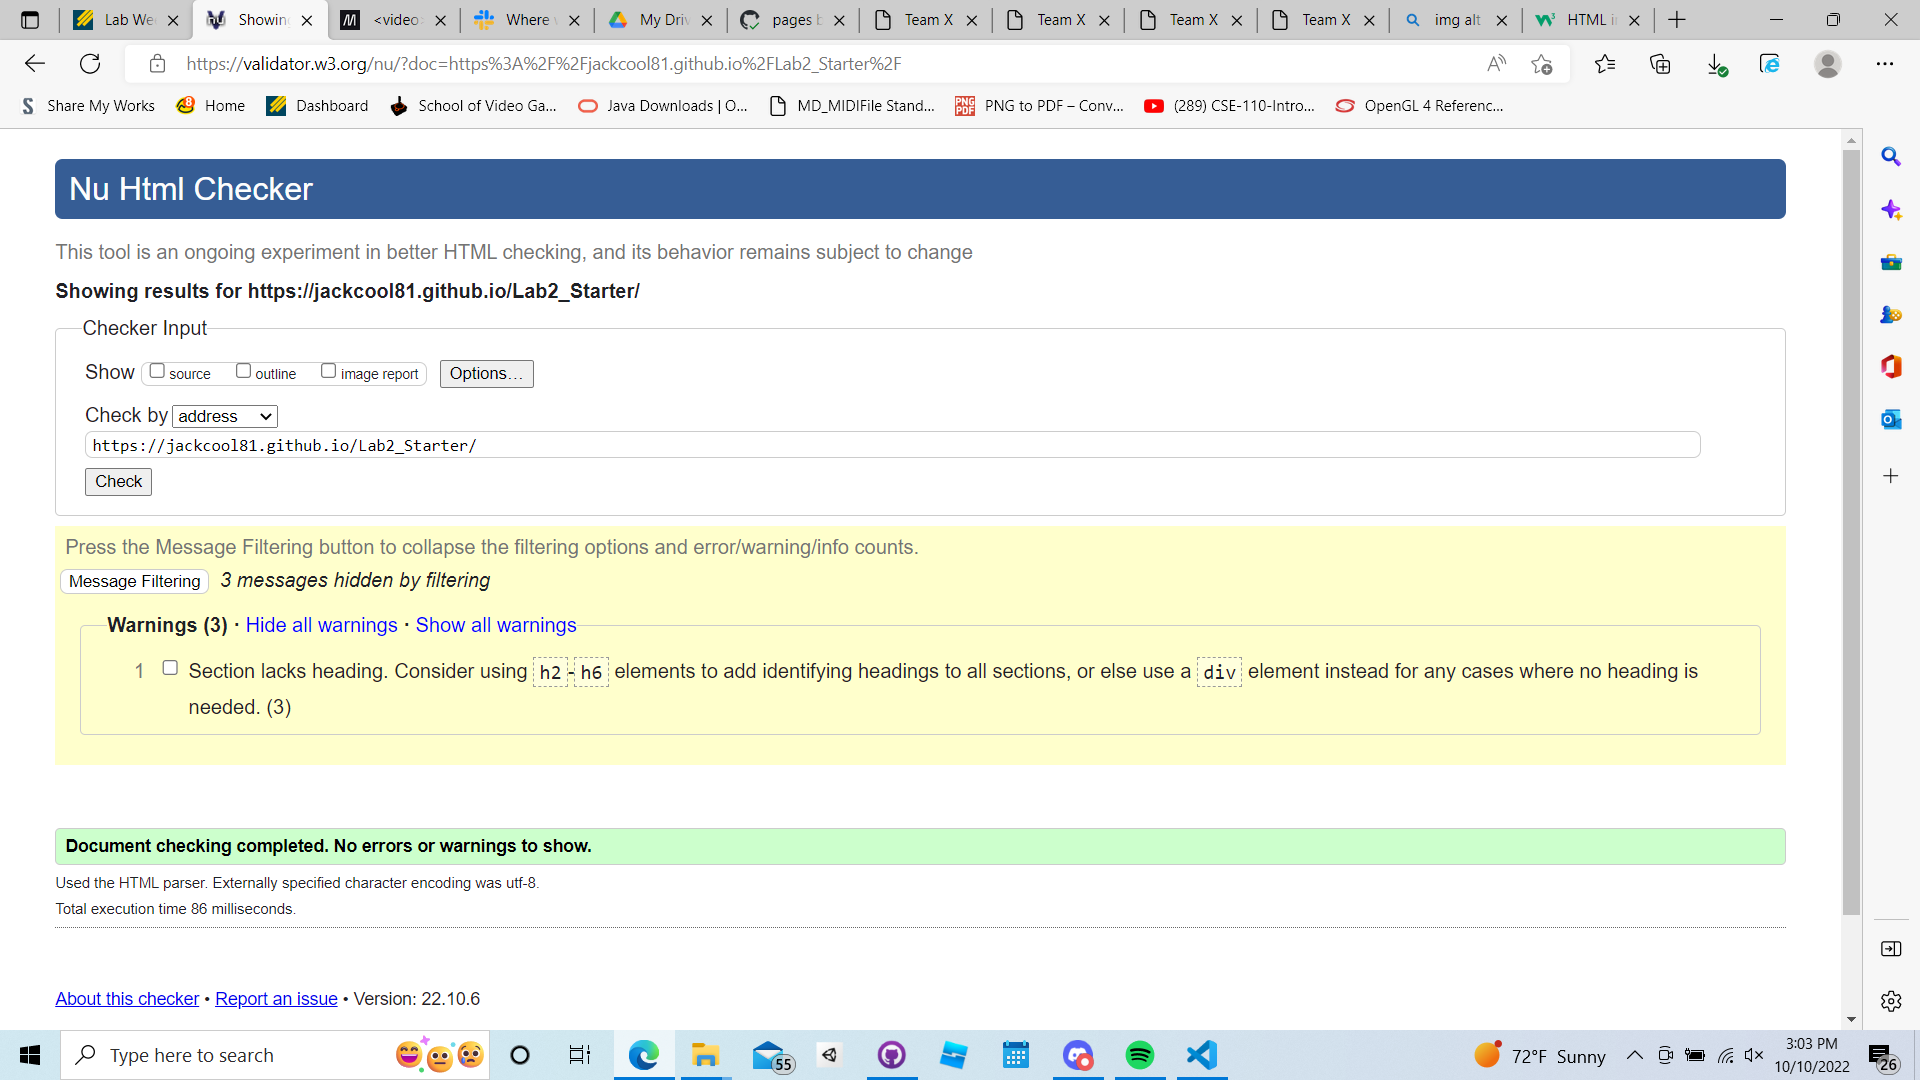 Lab We
Showing
<video>
Where w
My Driv
pages b
Team X
Team X
Team X
Team X
img alt
HTML in
https://validator.w3.org/nu/?doc=https%3A%2F%2Fjackcool81.github.io%2FLab2_Starter%2F
Share My Works
Home
Dashboard
School of Video Ga...
Java Downloads | O...
MD_MIDIFile Stand...
PNG to PDF – Conv...
(289) CSE-110-Intro...
OpenGL 4 Referenc...
Nu Html Checker
This tool is an ongoing experiment in better HTML checking, and its behavior remains subject to change
Showing results for https://jackcool81.github.io/Lab2_Starter/
Checker Input
Show source outline image report Options...
Check by address
https://jackcool81.github.io/Lab2_Starter/
Check
Press the Message Filtering button to collapse the filtering options and error/warning/info counts.
Message Filtering 3 messages hidden by filtering
Warnings (3) · Hide all warnings · Show all warnings
1 Section lacks heading. Consider using h2-h6 elements to add identifying headings to all sections, or else use a div element instead for any cases where no heading is
needed. (3)
Document checking completed. No errors or warnings to show.
Used the HTML parser. Externally specified character encoding was utf-8.
Total execution time 86 milliseconds.
About this checker • Report an issue • Version: 22.10.6
Type here to search
55
72°F Sunny
3:03 PM
10/10/2022
26